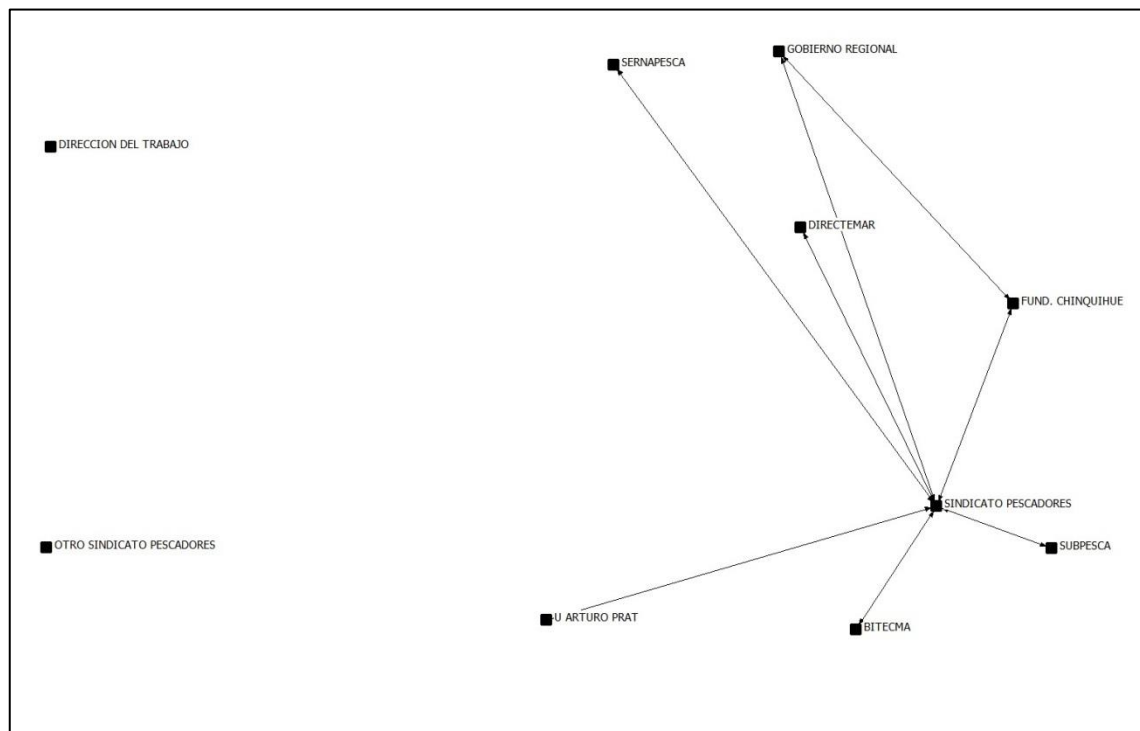 GOBIERNO REGIONAL
SERNAPESCA
DIRECCION DEL TRABAJO
DIRECTEMAR
FUND. CHINQUIHUE
SINDICATO PESCADORES
OTRO SINDICATO PESCADORES
SUBPESCA
U ARTURO PRAT
BITECMA